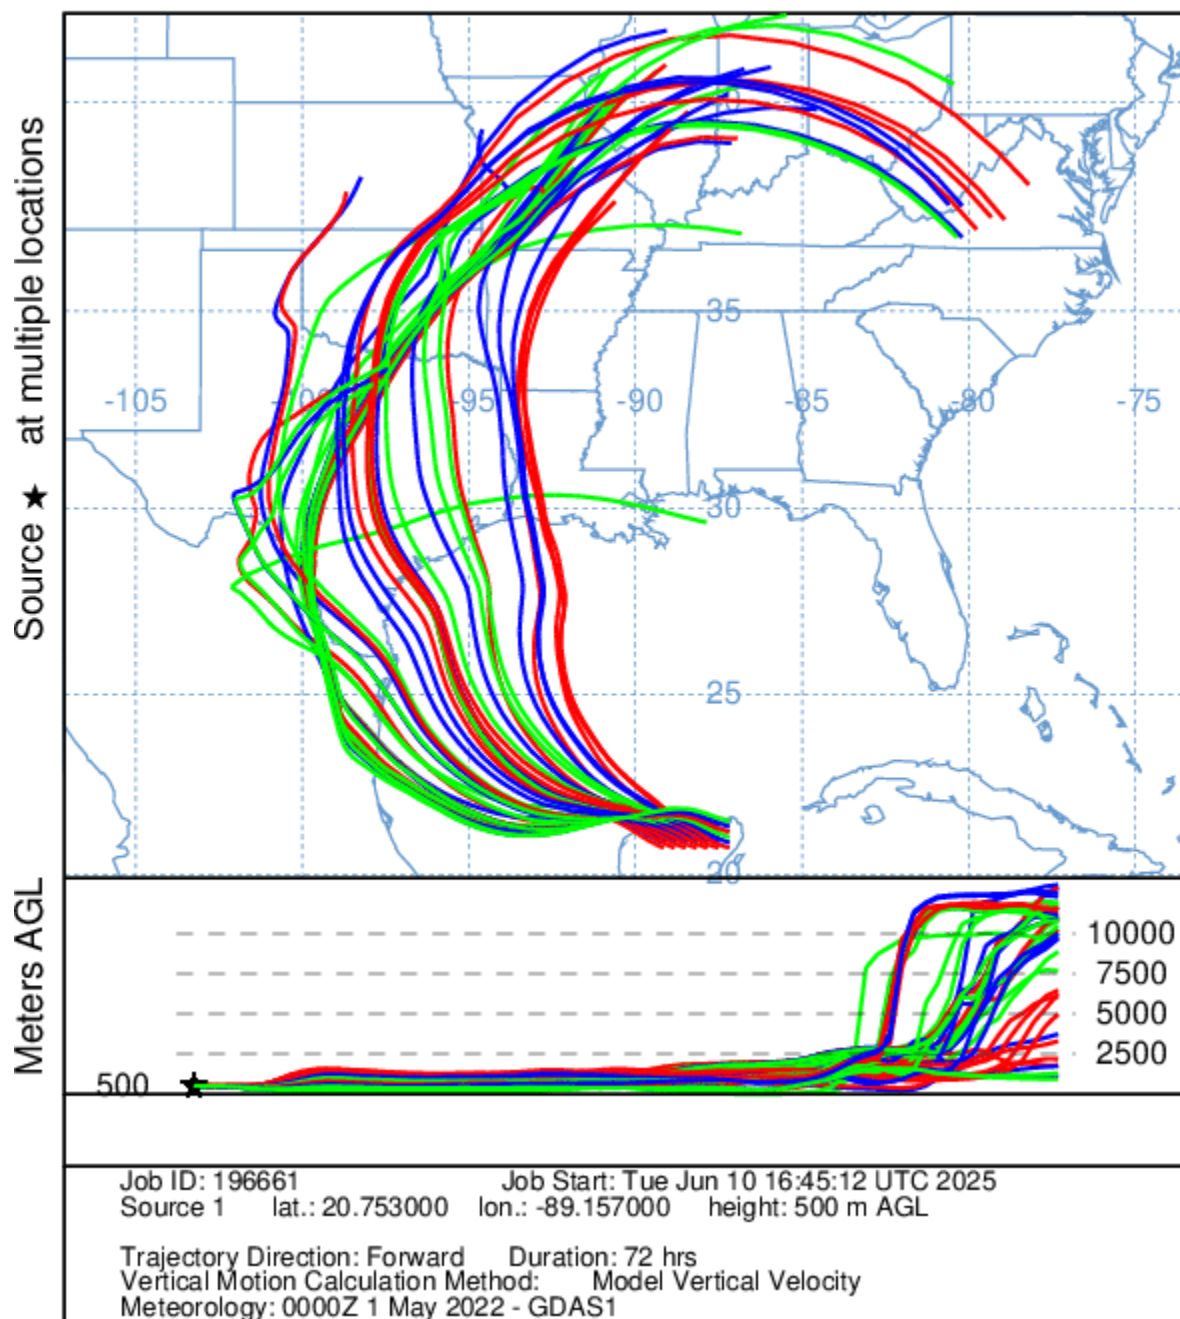 Source ★ at multiple locations
40
35
-105
-100
-95
-90
-85
-80
-75
30
25
20
Meters AGL
10000
7500
5000
2500
500
Job ID: 196661 Job Start: Tue Jun 10 16:45:12 UTC 2025
Source 1 lat.: 20.753000 lon.: -89.157000 height: 500 m AGL
Trajectory Direction: Forward Duration: 72 hrs
Vertical Motion Calculation Method: Model Vertical Velocity
Meteorology: 0000Z 1 May 2022 - GDAS1